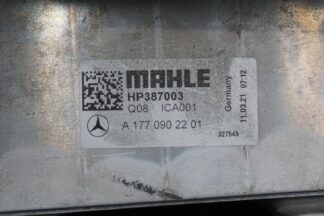 MAHLE
HP387003
Q08 ICA001
A 177 090 22 01
Germany
11.03.21 07:12
327545